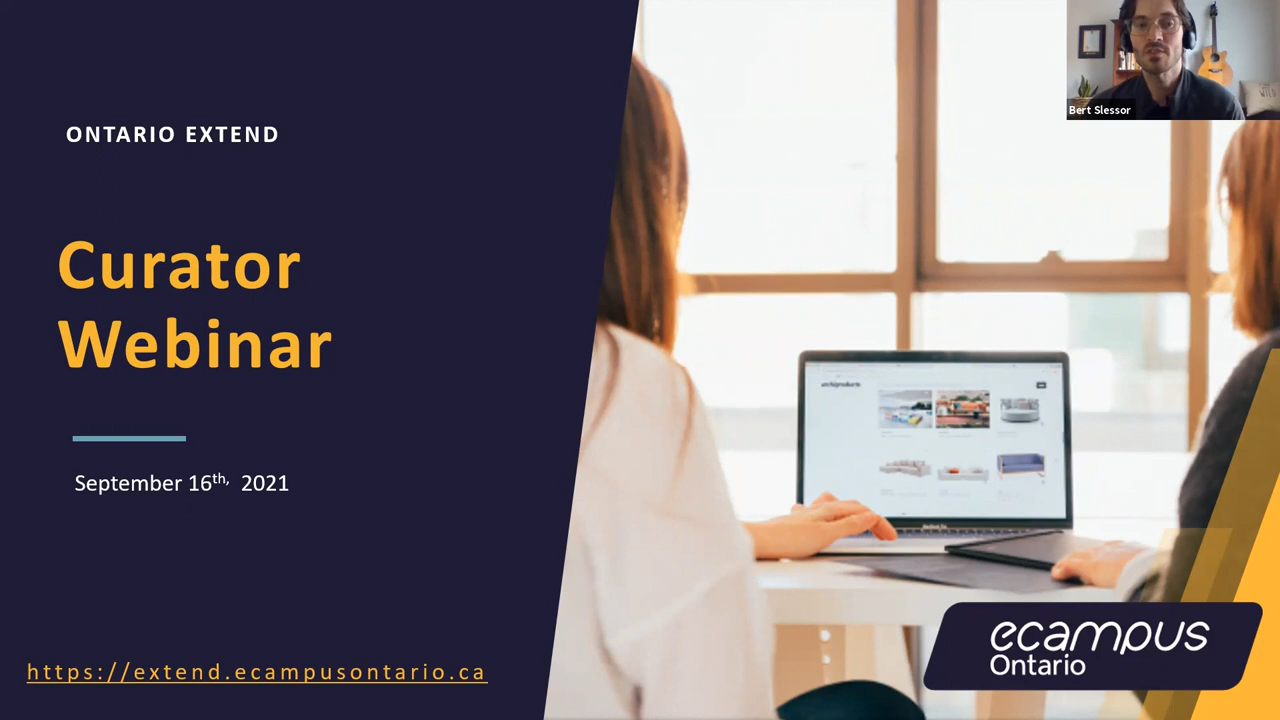 Bert Slessor
ONTARIO EXTEND
Curator
Webinar
September 16th, 2021
https://extend.ecampusontario.ca
ecampus
Ontario